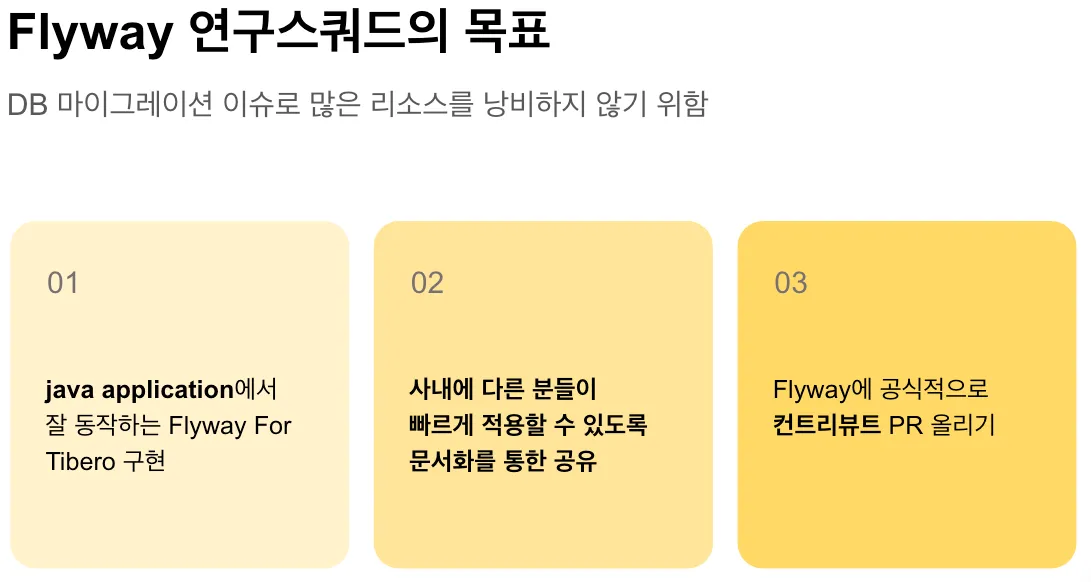 Flyway 연구스쿼드의 목표
DB 마이그레이션 이슈로 많은 리소스를 낭비하지 않기 위함
01
java application에서
잘 동작하는 Flyway For
Tibero 구현
02
사내에 다른 분들이
빠르게 적용할 수 있도록
문서화를 통한 공유
03
Flyway에 공식적으로
컨트리뷰트 PR 올리기